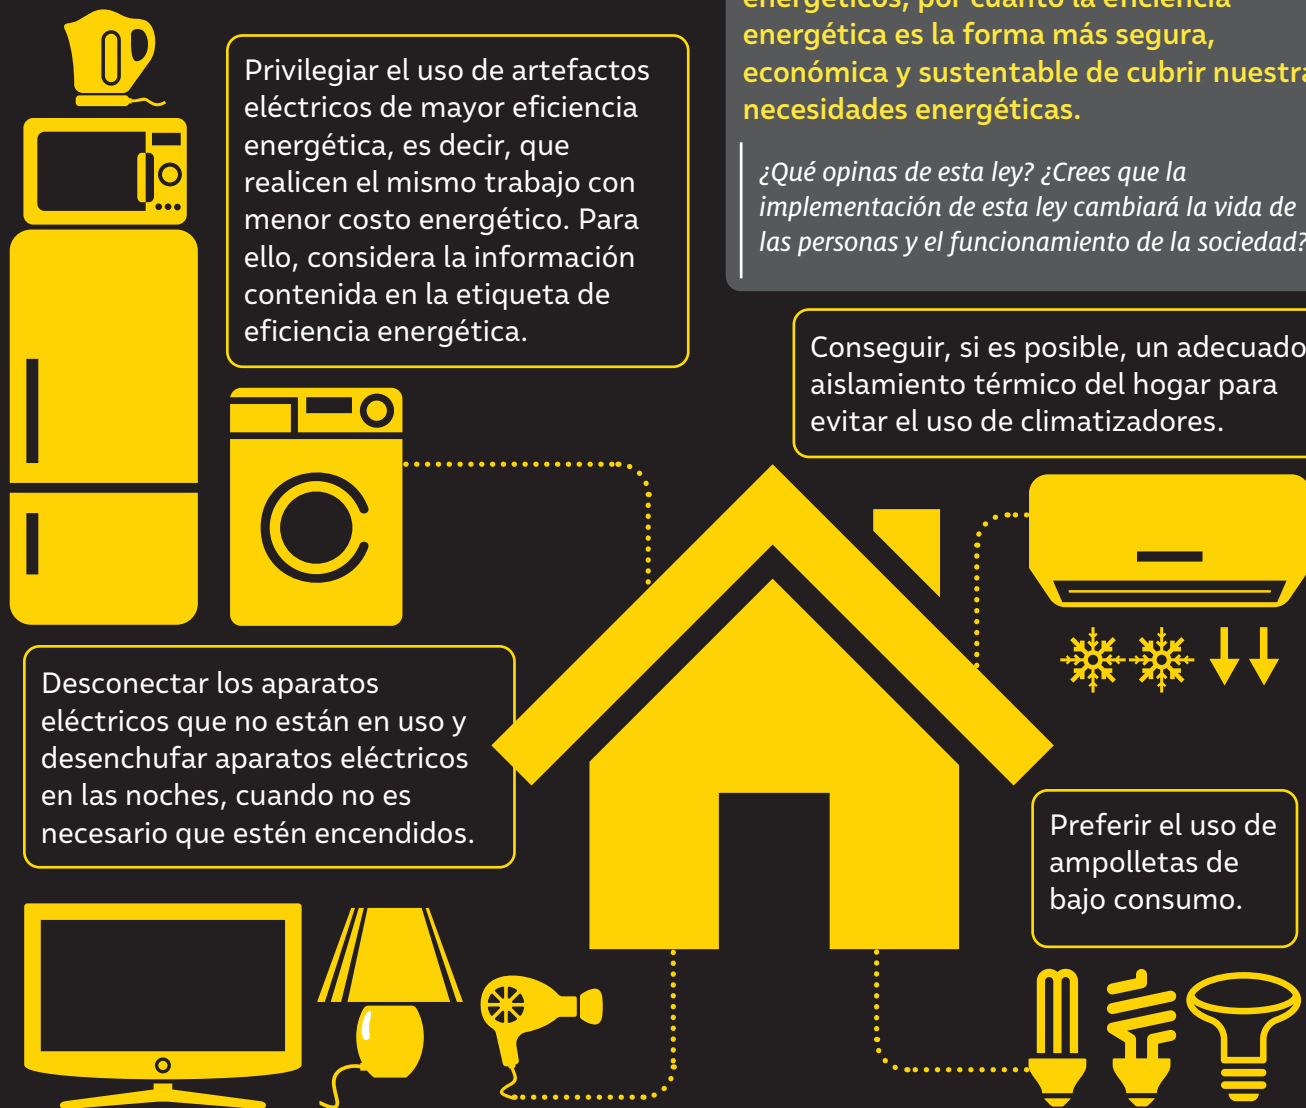 Privilegiar el uso de artefactos
eléctricos de mayor eficiencia
energética, es decir, que
realicen el mismo trabajo con
menor costo energético. Para
ello, considera la información
contenida en la etiqueta de
eficiencia energética.
energéticos, por cuanto la eficiencia
energética es la forma más segura,
económica y sustentable de cubrir nuestra
necesidades energéticas.
¿Qué opinas de esta ley? ¿Crees que la
implementación de esta ley cambiará la vida de
las personas y el funcionamiento de la sociedad?
Conseguir, si es posible, un adecuado
aislamiento térmico del hogar para
evitar el uso de climatizadores.
Desconectar los aparatos
eléctricos que no están en uso y
desenchufar aparatos eléctricos
en las noches, cuando no es
necesario que estén encendidos.
Preferir el uso de
ampolletas de
bajo consumo.